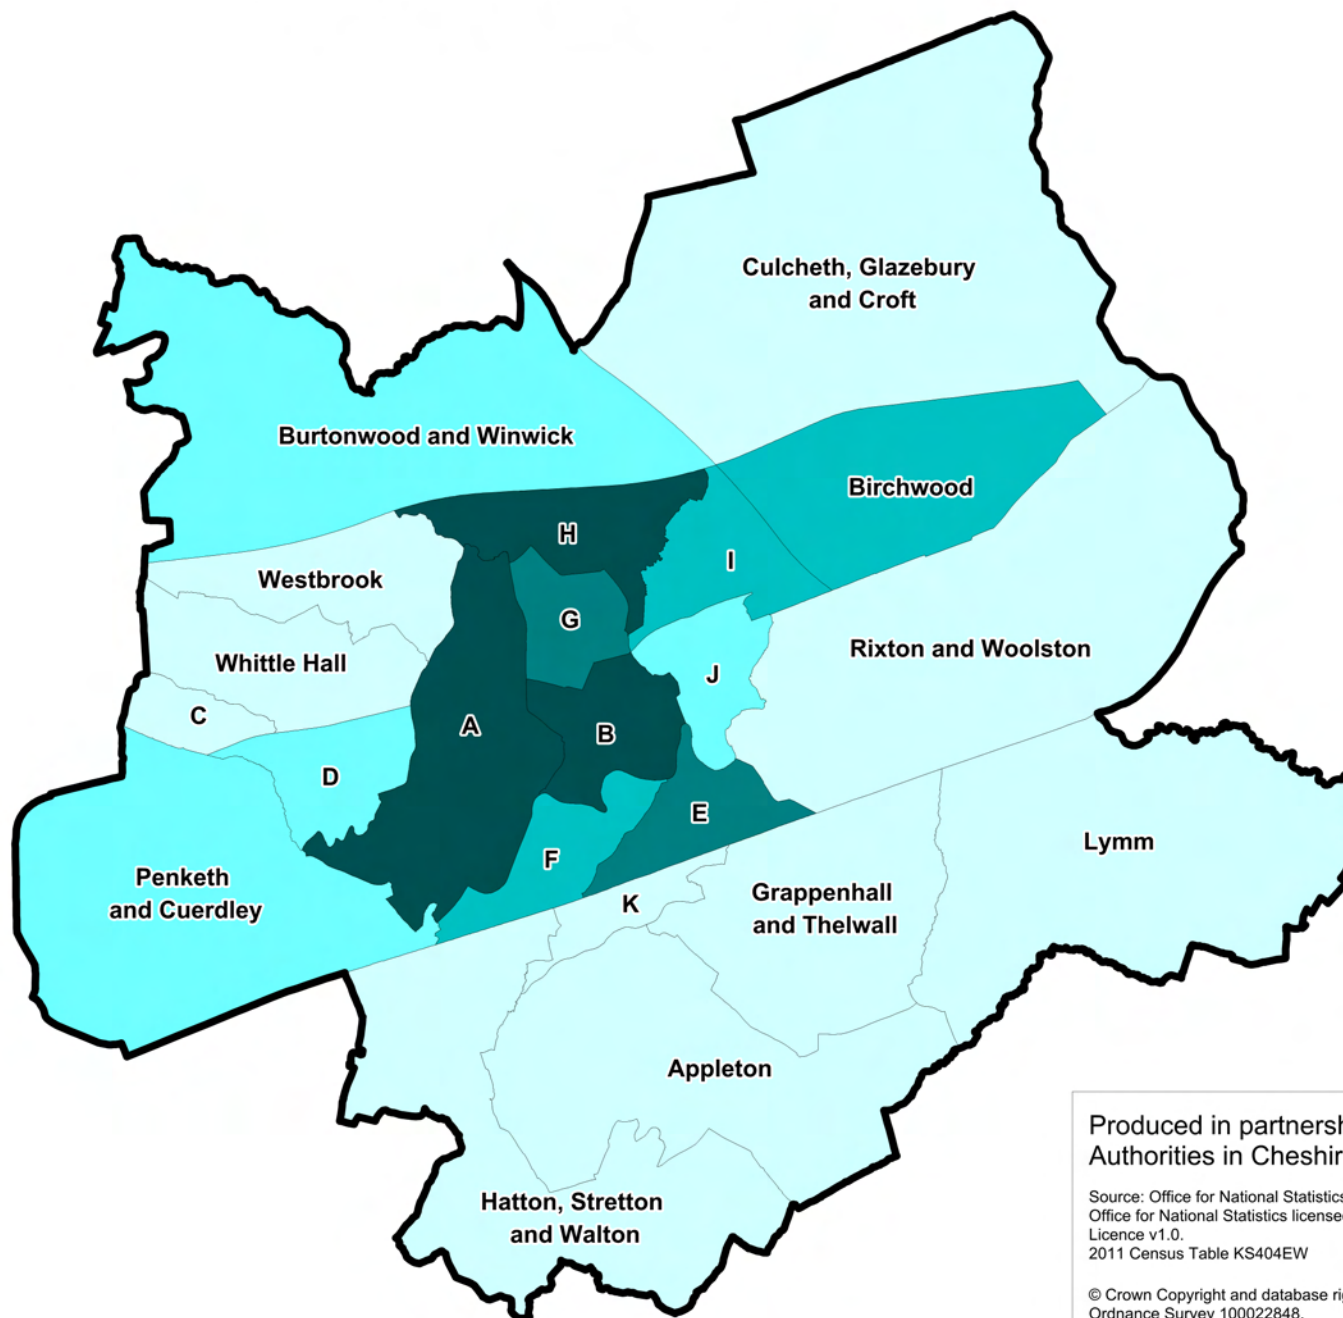 Culcheth, Glazebury
and Croft
Burtonwood and Winwick
Birchwood
H
I
Westbrook
G
Whittle Hall
Rixton and Woolston
J
C
A
B
D
E
Lymm
F
Penketh
and Cuerdley
Grappenhall
and Thelwall
K
Appleton
Hatton, Stretton
and Walton
Produced in partnersh
Authorities in Cheshir
Source: Office for National Statistics
Office for National Statistics license
Licence v1.0.
2011 Census Table KS404EW
© Crown Copyright and database rig
Ordnance Survey 100022848.